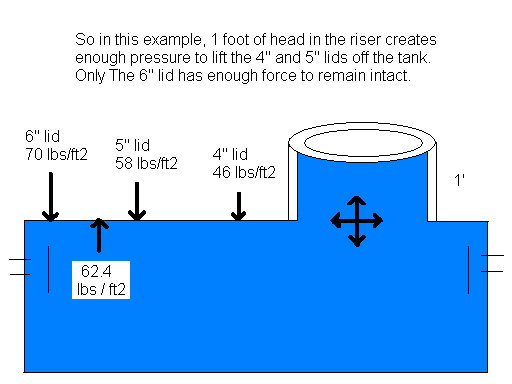 So in this example, 1 foot of head in the riser creates
enough pressure to lift the 4" and 5" lids off the tank.
Only The 6" lid has enough force to remain intact.
6" lid
70 lbs/ft2
5" lid
58 lbs/ft2
4" lid
46 lbs/ft2
1'
62.4
lbs / ft2